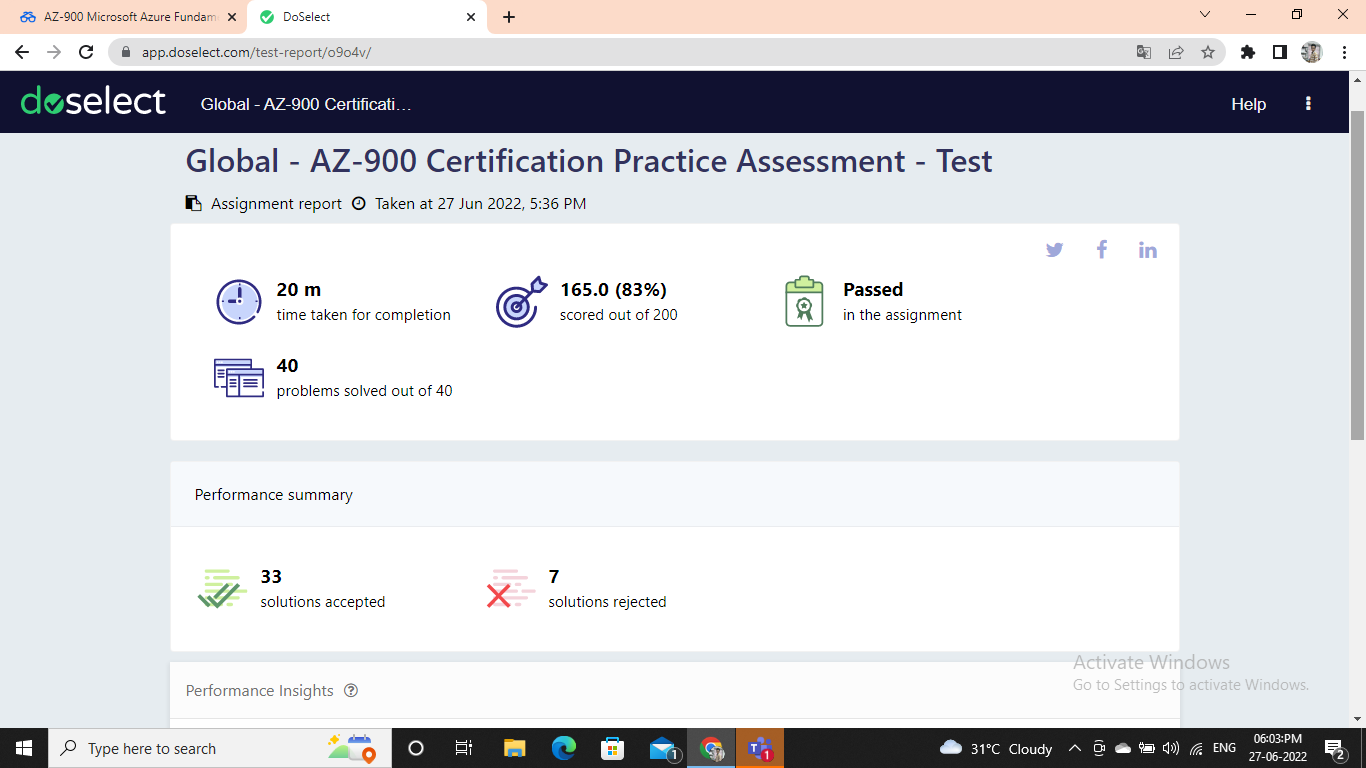 AZ-900 Microsoft Azure Fundam
DoSelect
app.doselect.com/test-report/o9o4v/
doselect
Global - AZ-900 Certificati...
Help
Global - AZ-900 Certification Practice Assessment - Test
Assignment report Taken at 27 Jun 2022, 5:36 PM
20 m
time taken for completion
165.0 (83%)
scored out of 200
Passed
in the assignment
40
problems solved out of 40
Performance summary
33
solutions accepted
7
solutions rejected
Activate Windows
Go to Settings to activate Windows.
Performance Insights ?
Type here to search
1
1
31°C Cloudy
ENG
06:03:PM
27-06-2022
2